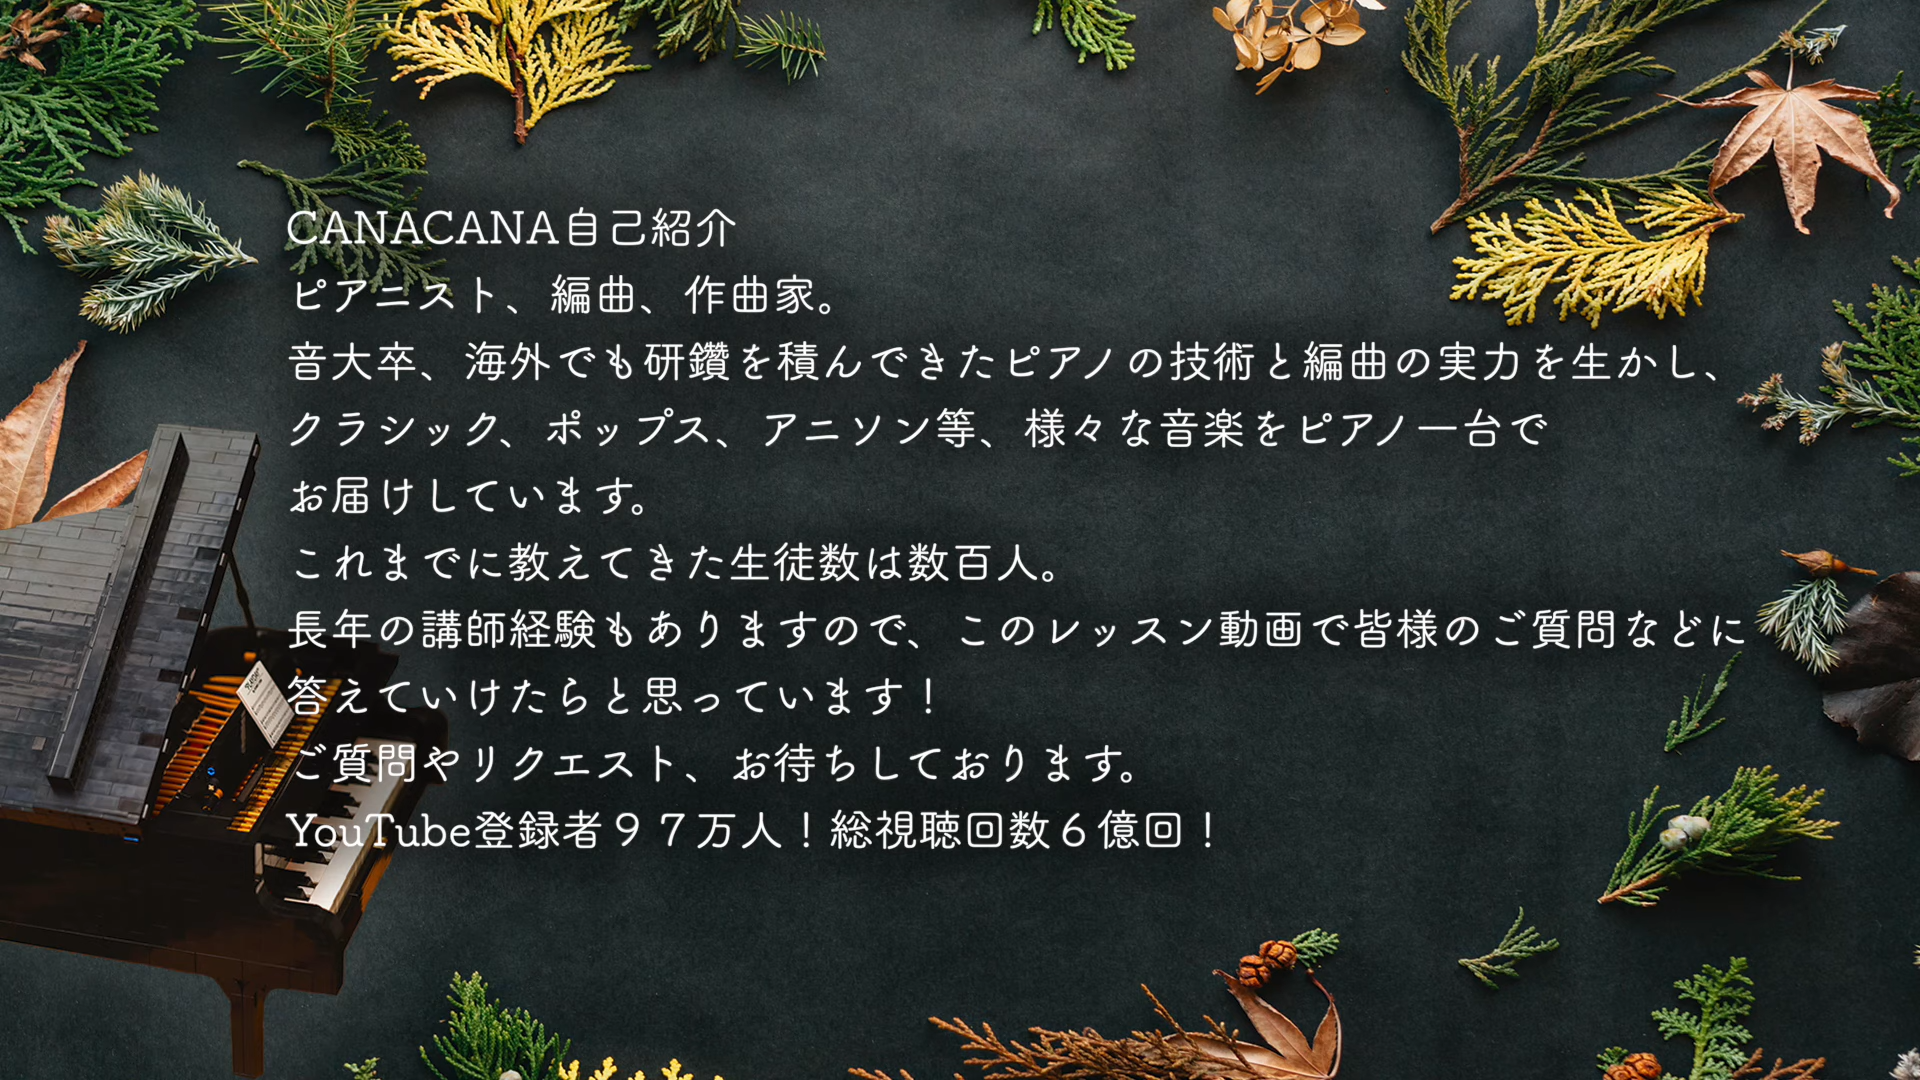 CANACANA自己紹介
ピアニスト、編曲、作曲家。
音大卒、海外でも研鑽を積んできたピアノの技術と編曲の実力を生かし、
クラシック、ポップス、アニソン等、様々な音楽をピアノ一台で
お届けしています。
これまでに教えてきた生徒数は数百人。
長年の講師経験もありますので、このレッスン動画で皆様のご質問などに
答えていけたらと思っています！
ご質問やリクエスト、お待ちしております。
YouTube登録者９７万人！総視聴回数６億回！